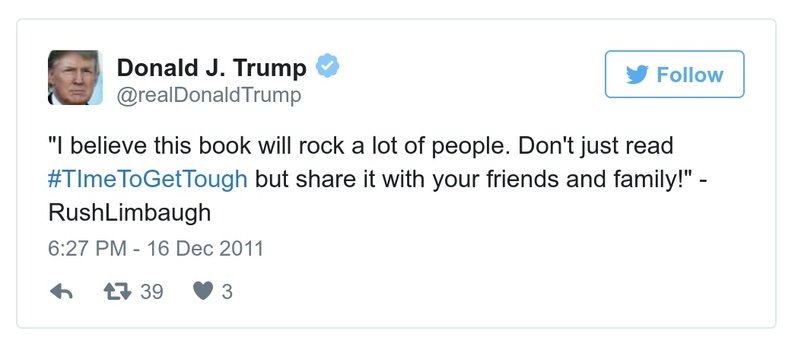 Donald J. Trump
@realDonaldTrump
Follow
"I believe this book will rock a lot of people. Don't just read
#TImeToGetTough but share it with your friends and family!" -
RushLimbaugh
6:27 PM - 16 Dec 2011
39
3